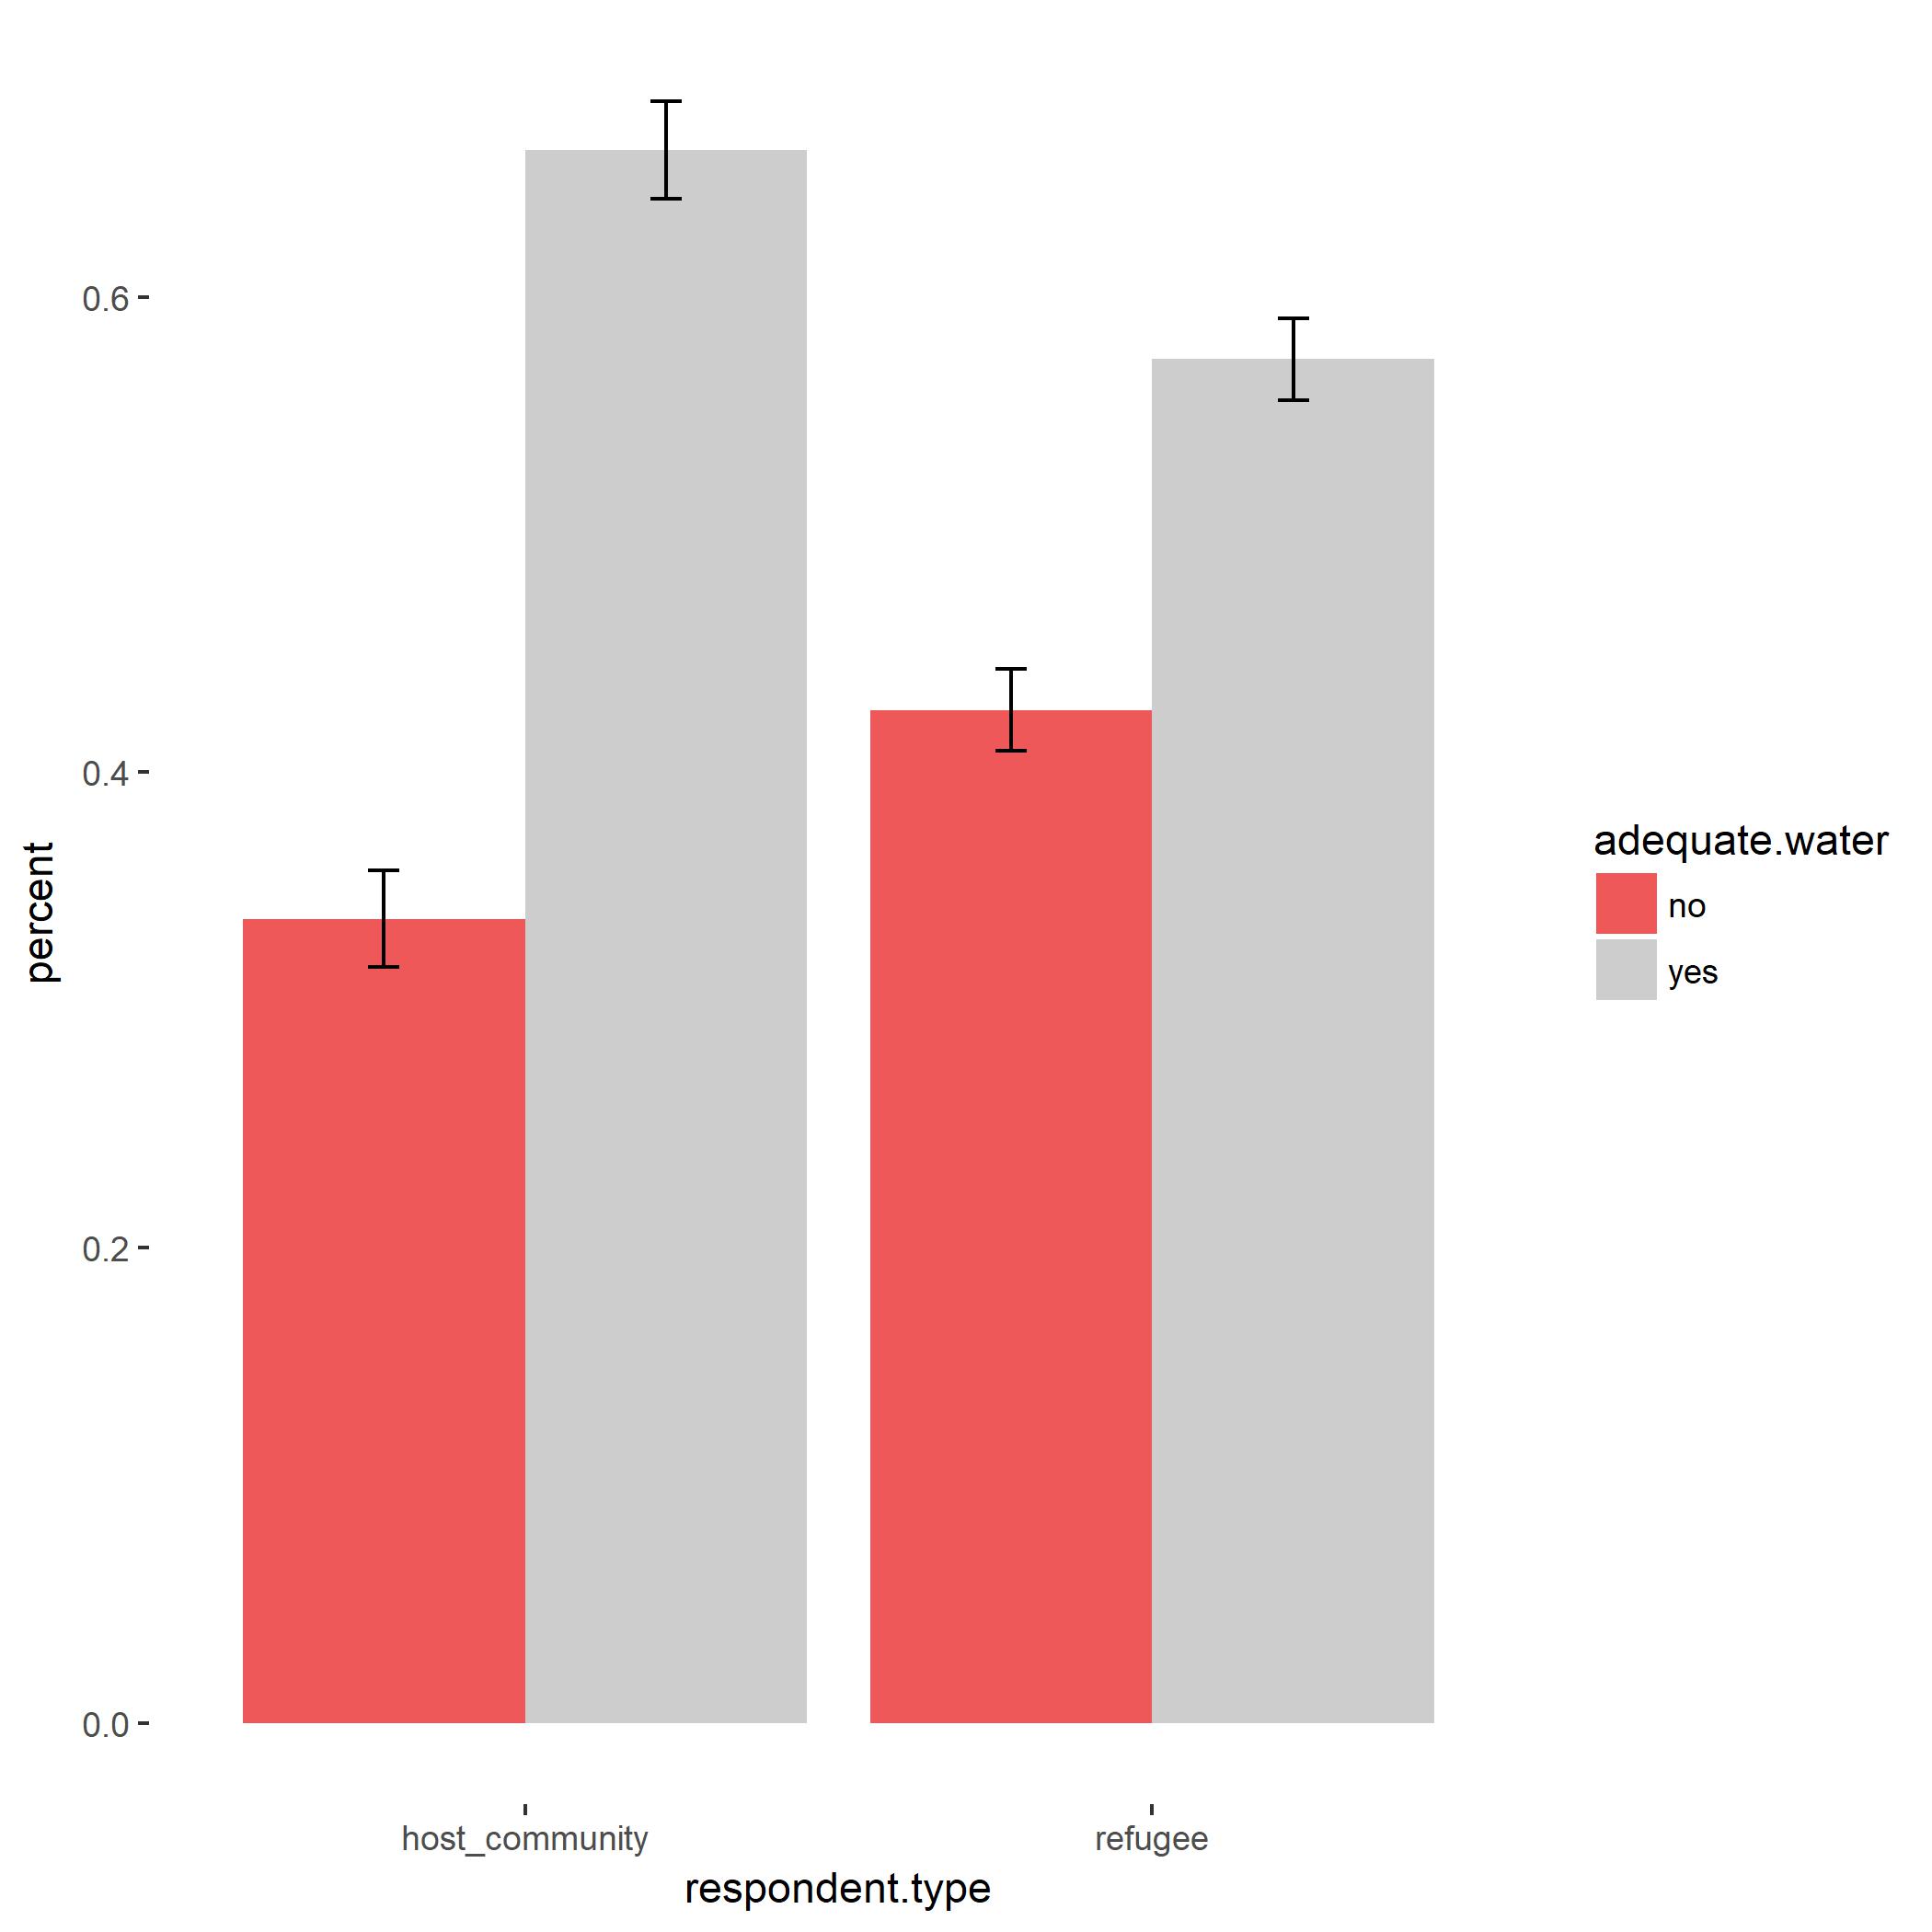 percent
0.6
0.4
0.2
0.0
host_community
refugee
respondent.type
adequate.water
no
yes